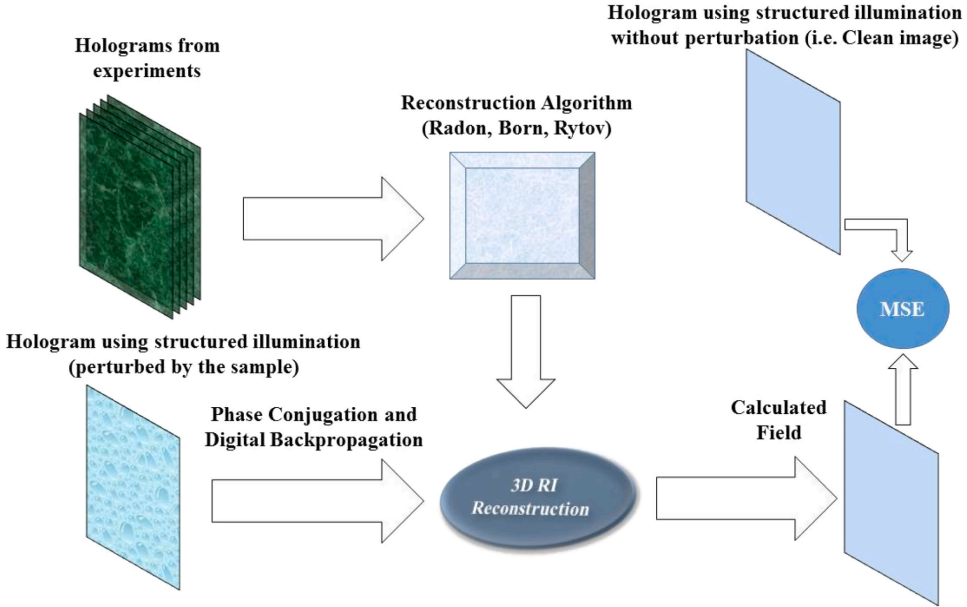 Holograms from
experiments
Reconstruction Algorithm
(Radon, Born, Rytov)
Hologram using structured illumination
without perturbation (i.e. Clean image)
MSE
Hologram using structured illumination
(perturbed by the sample)
Phase Conjugation and
Digital Backpropagation
3D RI
Reconstruction
Calculated
Field